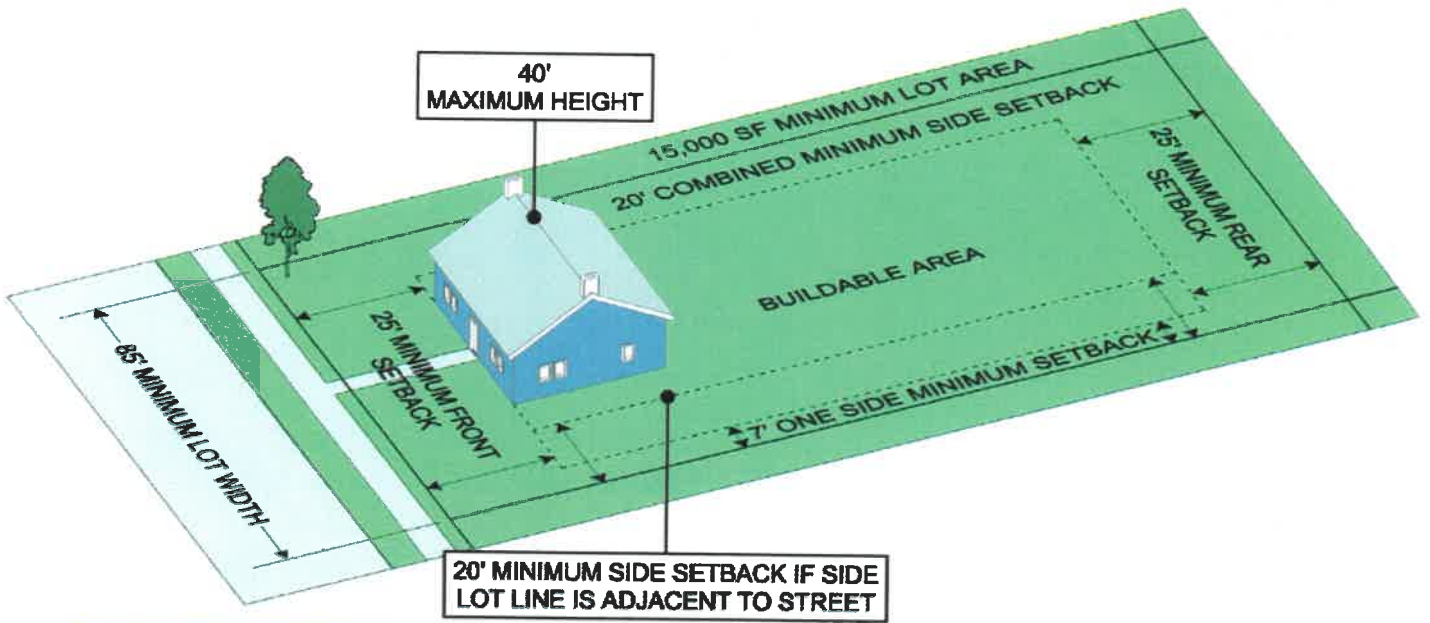 40'
MAXIMUM HEIGHT
15,000 SF MINIMUM LOT AREA
20' COMBINED MINIMUM SIDE SETBACK
25' MINIMUM REAR
SETBACK
BUILDABLE AREA
25' MINIMUM FRONT
SETBACK
85' MINIMUM LOT WIDTH
7' ONE SIDE MINIMUM SETBACK
20' MINIMUM SIDE SETBACK IF SIDE
LOT LINE IS ADJACENT TO STREET